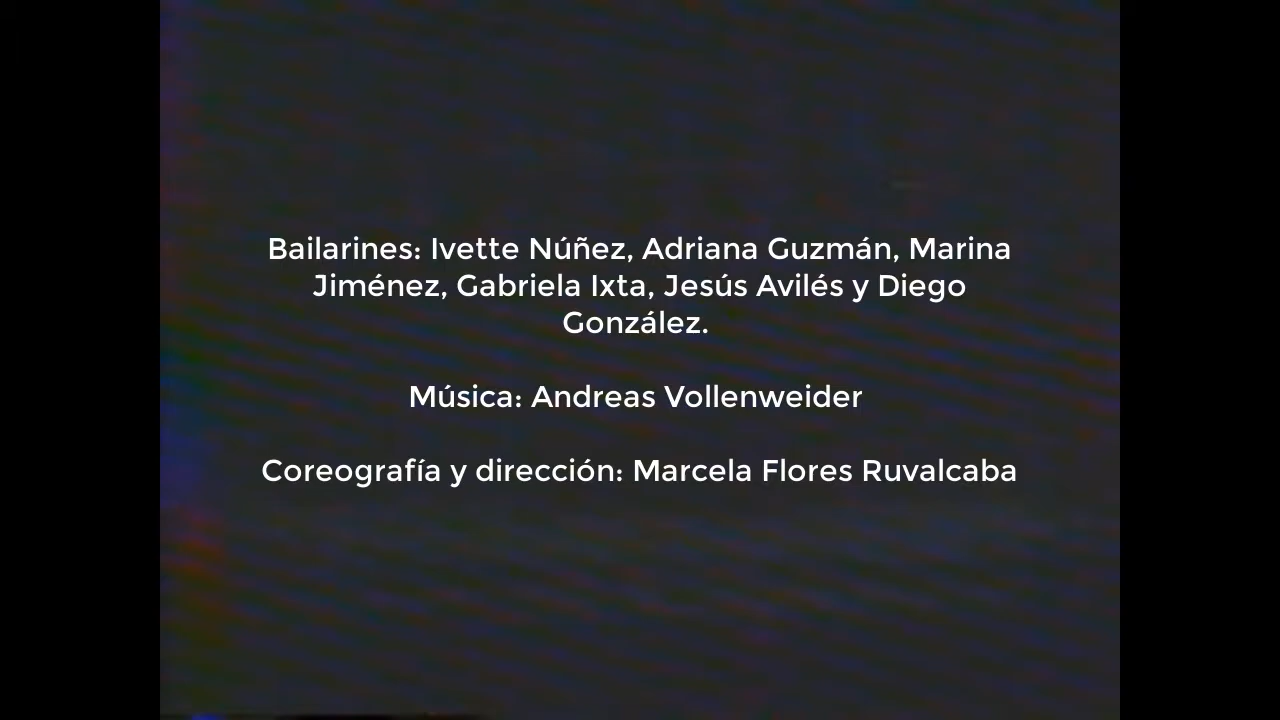 Bailarines: Ivette Núñez, Adriana Guzmán, Marina
Jiménez, Gabriela Ixta, Jesús Avilés y Diego
González.
Música: Andreas Vollenweider
Coreografía y dirección: Marcela Flores Ruvalcaba